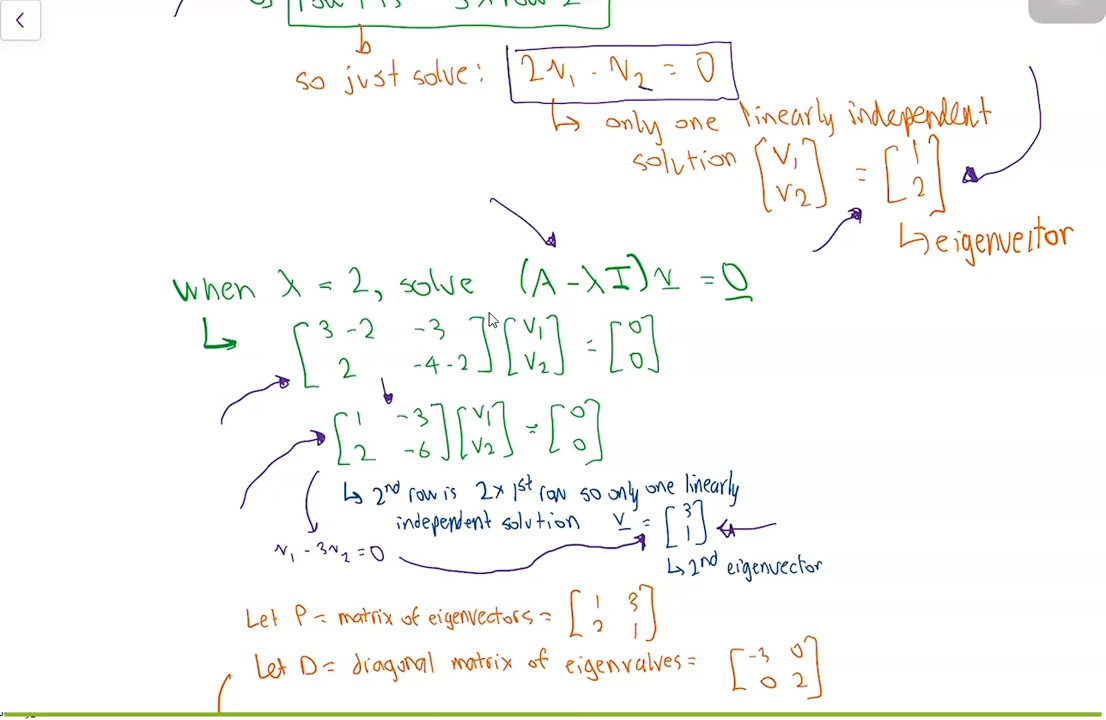 so just solve: 2v₁ - v₂ = 0
↳ only one linearly independent
solution [v₁ v₂] = [1 2]
↳ eigenvector
When λ = 2, solve (A - λI)v = 0
↳ [3-2 -3; 2 -4-2] [v₁ v₂] = [0 0]
[1 -3; 2 -6] [v₁ v₂] = [0 0]
↳ 2nd row is 2x1st row so only one linearly
independent solution v = [3 1]
v₁ - 3v₂ = 0
↳ 2nd eigenvector
Let P = matrix of eigenvectors = [1 3; 2 1]
Let D = diagonal matrix of eigenvalves = [-3 0; 0 2]